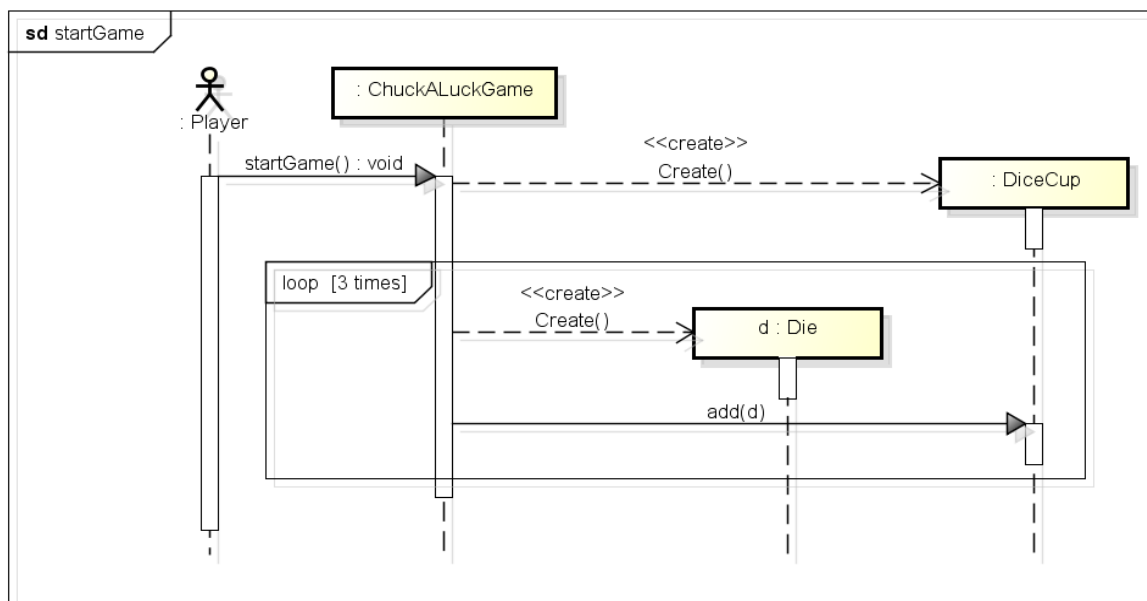 sd startGame
: Player
: ChuckALuckGame
startGame() : void
<<create>>
Create()
: DiceCup
loop [3 times]
<<create>>
Create()
d : Die
add(d)